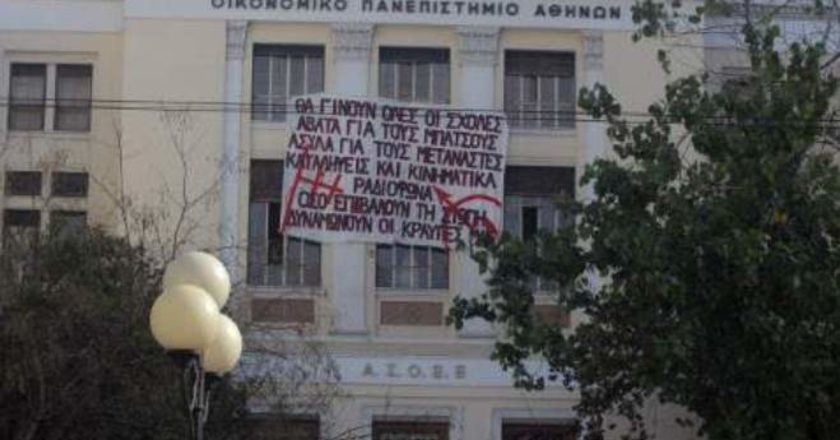 ΟΙΚΟΝΟΜΙΚΟ ΠΑΝΕΠΙΣΤΗΜΙΟ ΑΘΗΝΩΝ
ΘΑ ΓΙΝΟΥΝ ΟΛΕΣ ΟΙ ΣΧΟΛΕΣ
ΑΒΑΤΑ ΓΙΑ ΤΟΥΣ ΜΠΑΤΣΟΥΣ
ΑΣΥΛΑ ΓΙΑ ΤΟΥΣ ΜΕΤΑΝΑΣΤΕΣ
ΚΑΤΑΛΗΨΕΙΣ ΚΑΙ ΚΙΝΗΜΑΤΙΚΑ
ΡΑΔΙΟΦΩΝΑ
ΟΣΟ ΕΠΙΒΑΛΟΥΝ ΤΗ ΣΙΩΠΗ
ΔΥΝΑΜΩΝΟΥΝ ΟΙ ΚΡΑΥΓΕΣ
Α.Σ.Ο.Ε.Ε